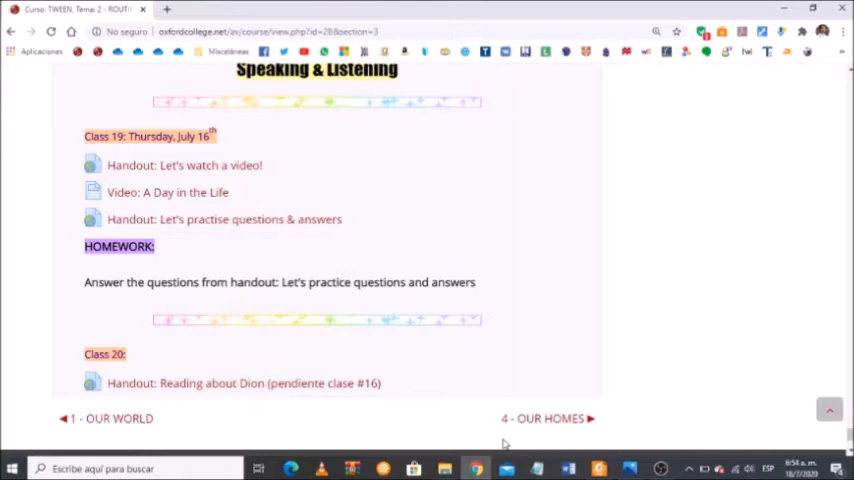 Curso: TWEEN, Tema: 2 - ROUTI
No seguro | oxfordcollege.net/av/course/view.php?id=28&section=3
Aplicaciones
Misceláneas
Speaking & Listening
Class 19: Thursday, July 16th
Handout: Let's watch a video!
Video: A Day in the Life
Handout: Let's practise questions & answers
HOMEWORK:
Answer the questions from handout: Let's practice questions and answers
Class 20:
Handout: Reading about Dion (pendiente clase #16)
◄ 1 - OUR WORLD
4 - OUR HOMES ►
Escribe aquí para buscar
ESP
18/7/2020